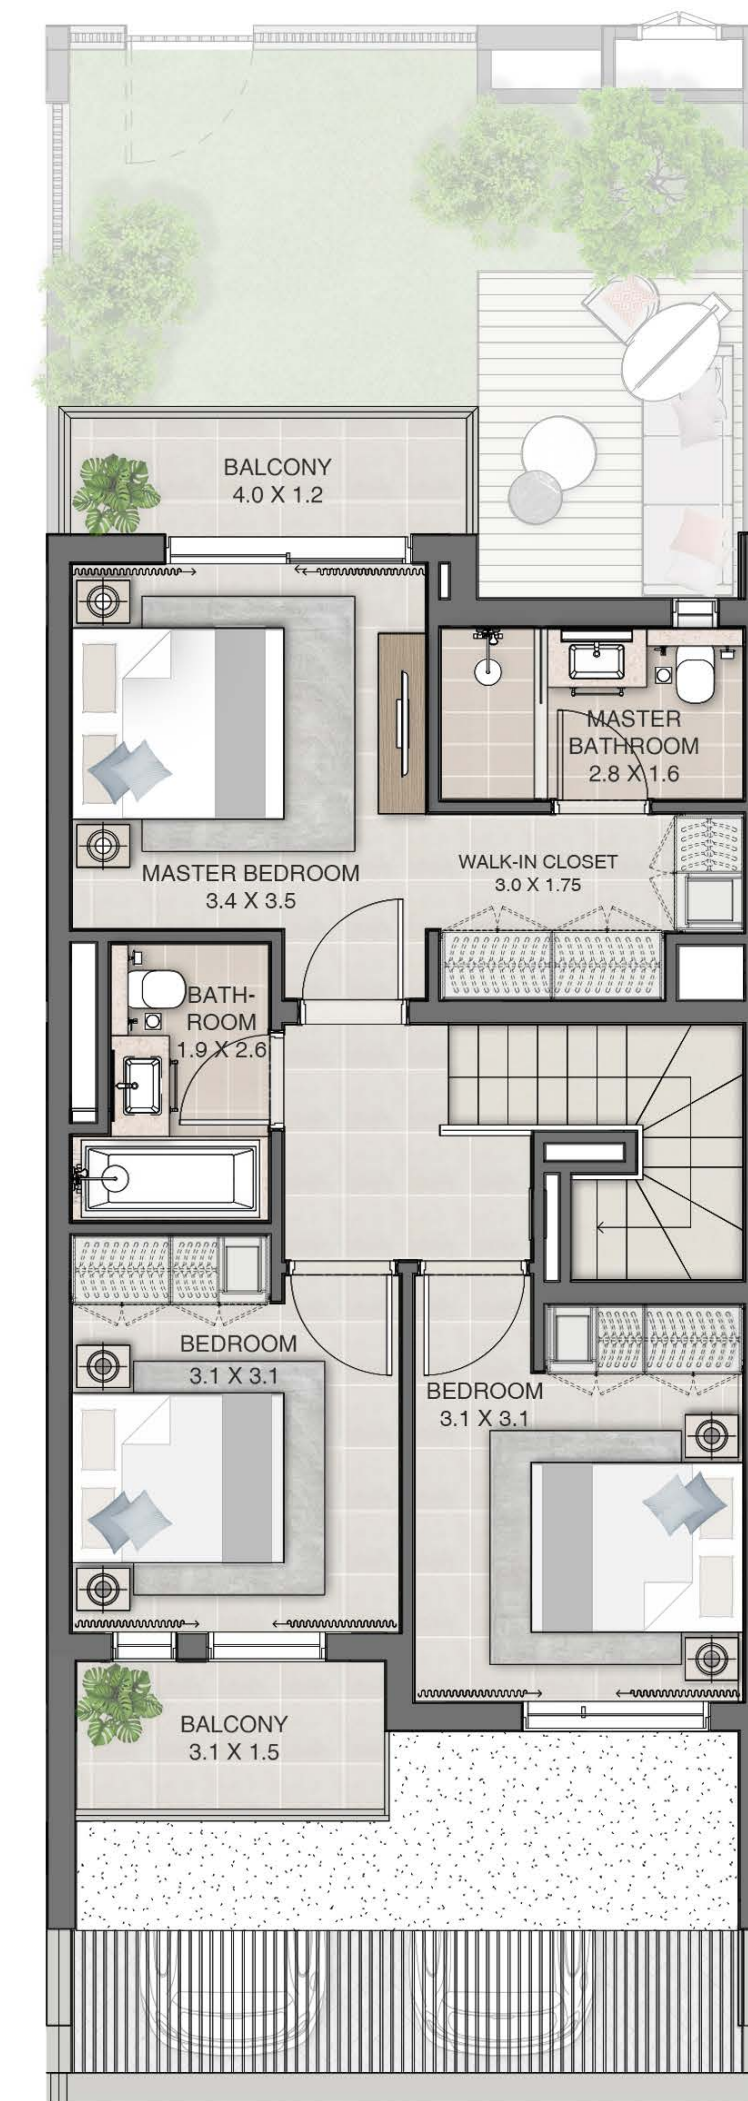 BALCONY
4.0 X 1.2
MASTER
BATHROOM
2.8 X 1.6
MASTER BEDROOM
3.4 X 3.5
WALK-IN CLOSET
3.0 X 1.75
BATH-
ROOM
1.9 X 2.6
BEDROOM
3.1 X 3.1
BEDROOM
3.1 X 3.1
BALCONY
3.1 X 1.5